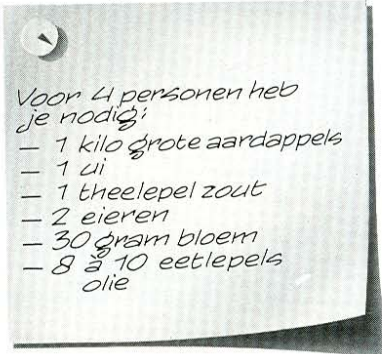 Voor 4 personen heb
je nodig:
– 1 kilo grote aardappels
– 1 ui
– 1 theelepel zout
– 2 eieren
– 30 gram bloem
– 8 à 10 eetlepels
olie